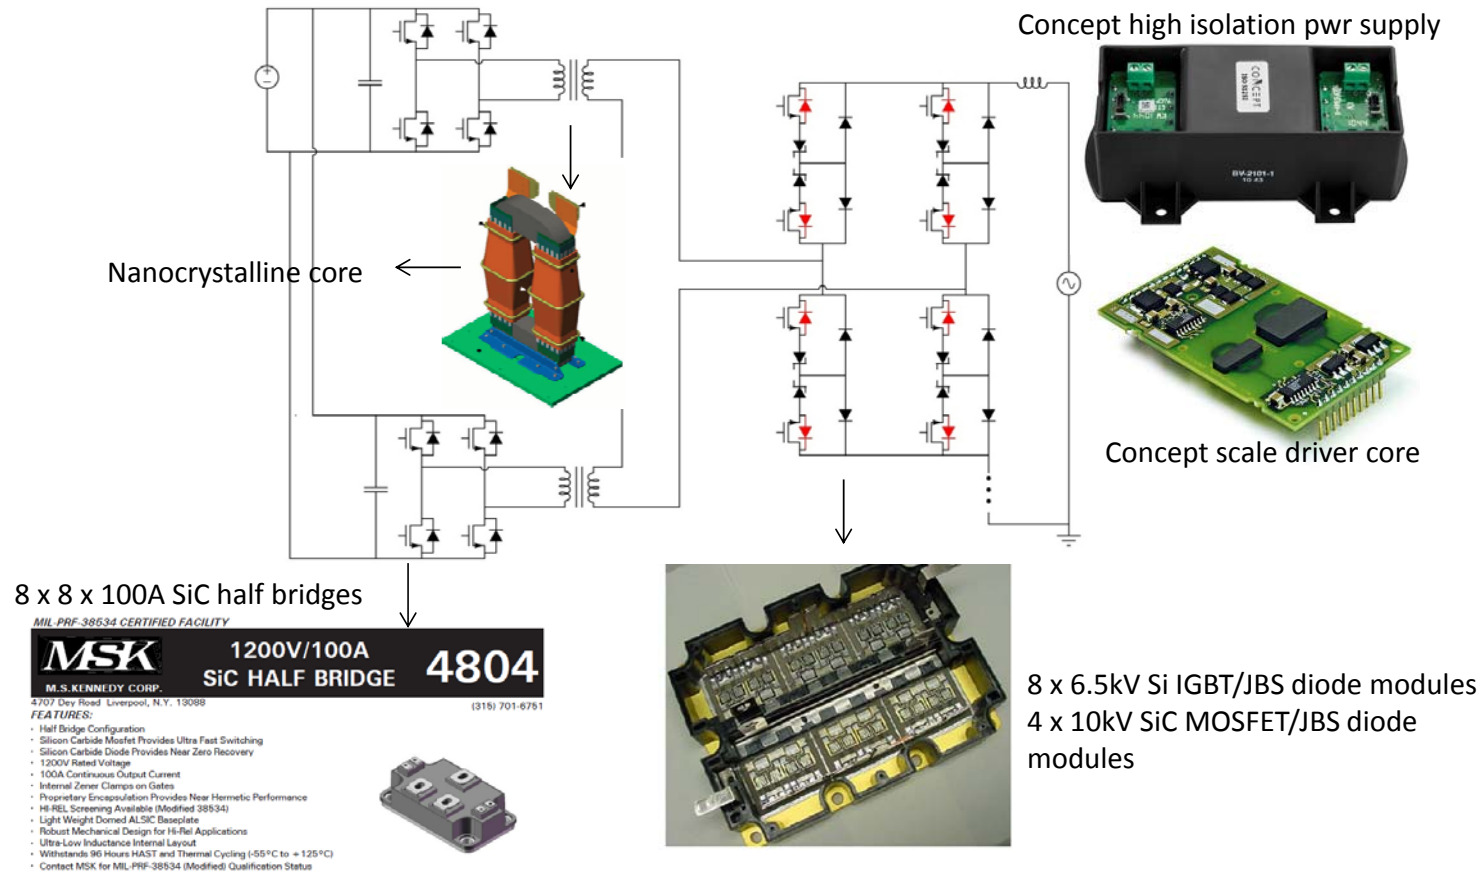 Concept high isolation pwr supply
CONCEPT
BV-2101-1
10 43
Nanocrystalline core
Concept scale driver core
8 x 8 x 100A SiC half bridges
MIL-PRF-38534 CERTIFIED FACILITY
MSK
M.S.KENNEDY CORP.
1200V/100A
SiC HALF BRIDGE
4804
4707 Dey Road Liverpool, N.Y. 13088
(315) 701-6751
FEATURES:
· Half Bridge Configuration
· Silicon Carbide Mosfet Provides Ultra Fast Switching
· Silicon Carbide Diode Provides Near Zero Recovery
· 1200V Rated Voltage
· 100A Continuous Output Current
· Internal Zener Clamps on Gates
· Proprietary Encapsulation Provides Near Hermetic Performance
· HI-REL Screening Available (Modified 38534)
· Light Weight Domed ALSIC Baseplate
· Robust Mechanical Design for Hi-Rel Applications
· Ultra-Low Inductance Internal Layout
· Withstands 96 Hours HAST and Thermal Cycling (-55°C to +125°C)
· Contact MSK for MIL-PRF-38534 (Modified) Qualification Status
8 x 6.5kV Si IGBT/JBS diode modules
4 x 10kV SiC MOSFET/JBS diode
modules